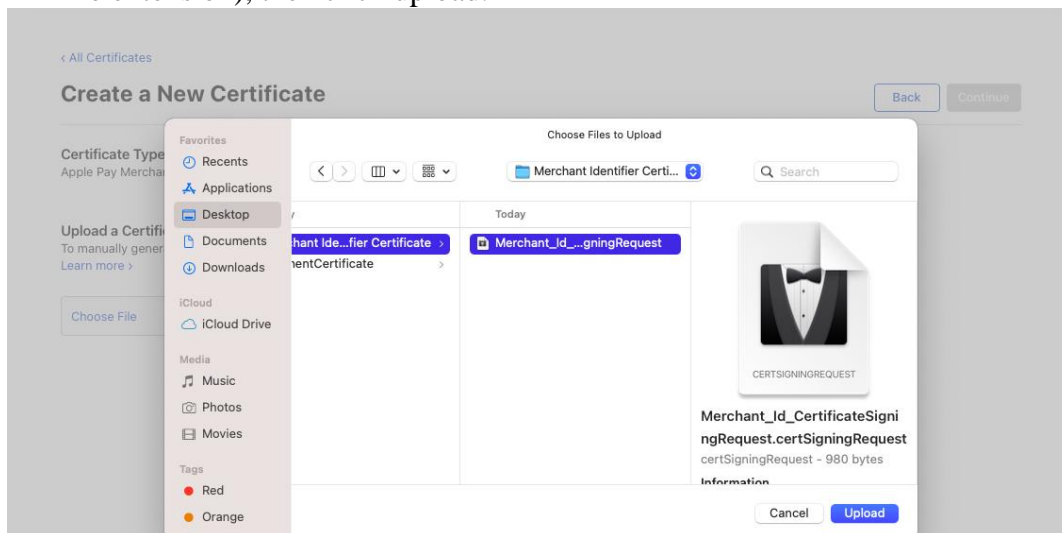 ‹ All Certificates
Create a New Certificate
Back
Continue
Certificate Type
Apple Pay Mercha
Upload a Certifi
To manually gener
Learn more ›
Choose File
Favorites
Recents
Applications
Desktop
Documents
Downloads
iCloud
iCloud Drive
Media
Music
Photos
Movies
Tags
Red
Orange
Choose Files to Upload
Merchant Identifier Certi...
Search
Today
hant Ide...fier Certificate
nentCertificate
Merchant_Id_...gningRequest
CERTSIGNINGREQUEST
Merchant_Id_CertificateSigni
ngRequest.certSigningRequest
certSigningRequest - 980 bytes
Information
Cancel
Upload